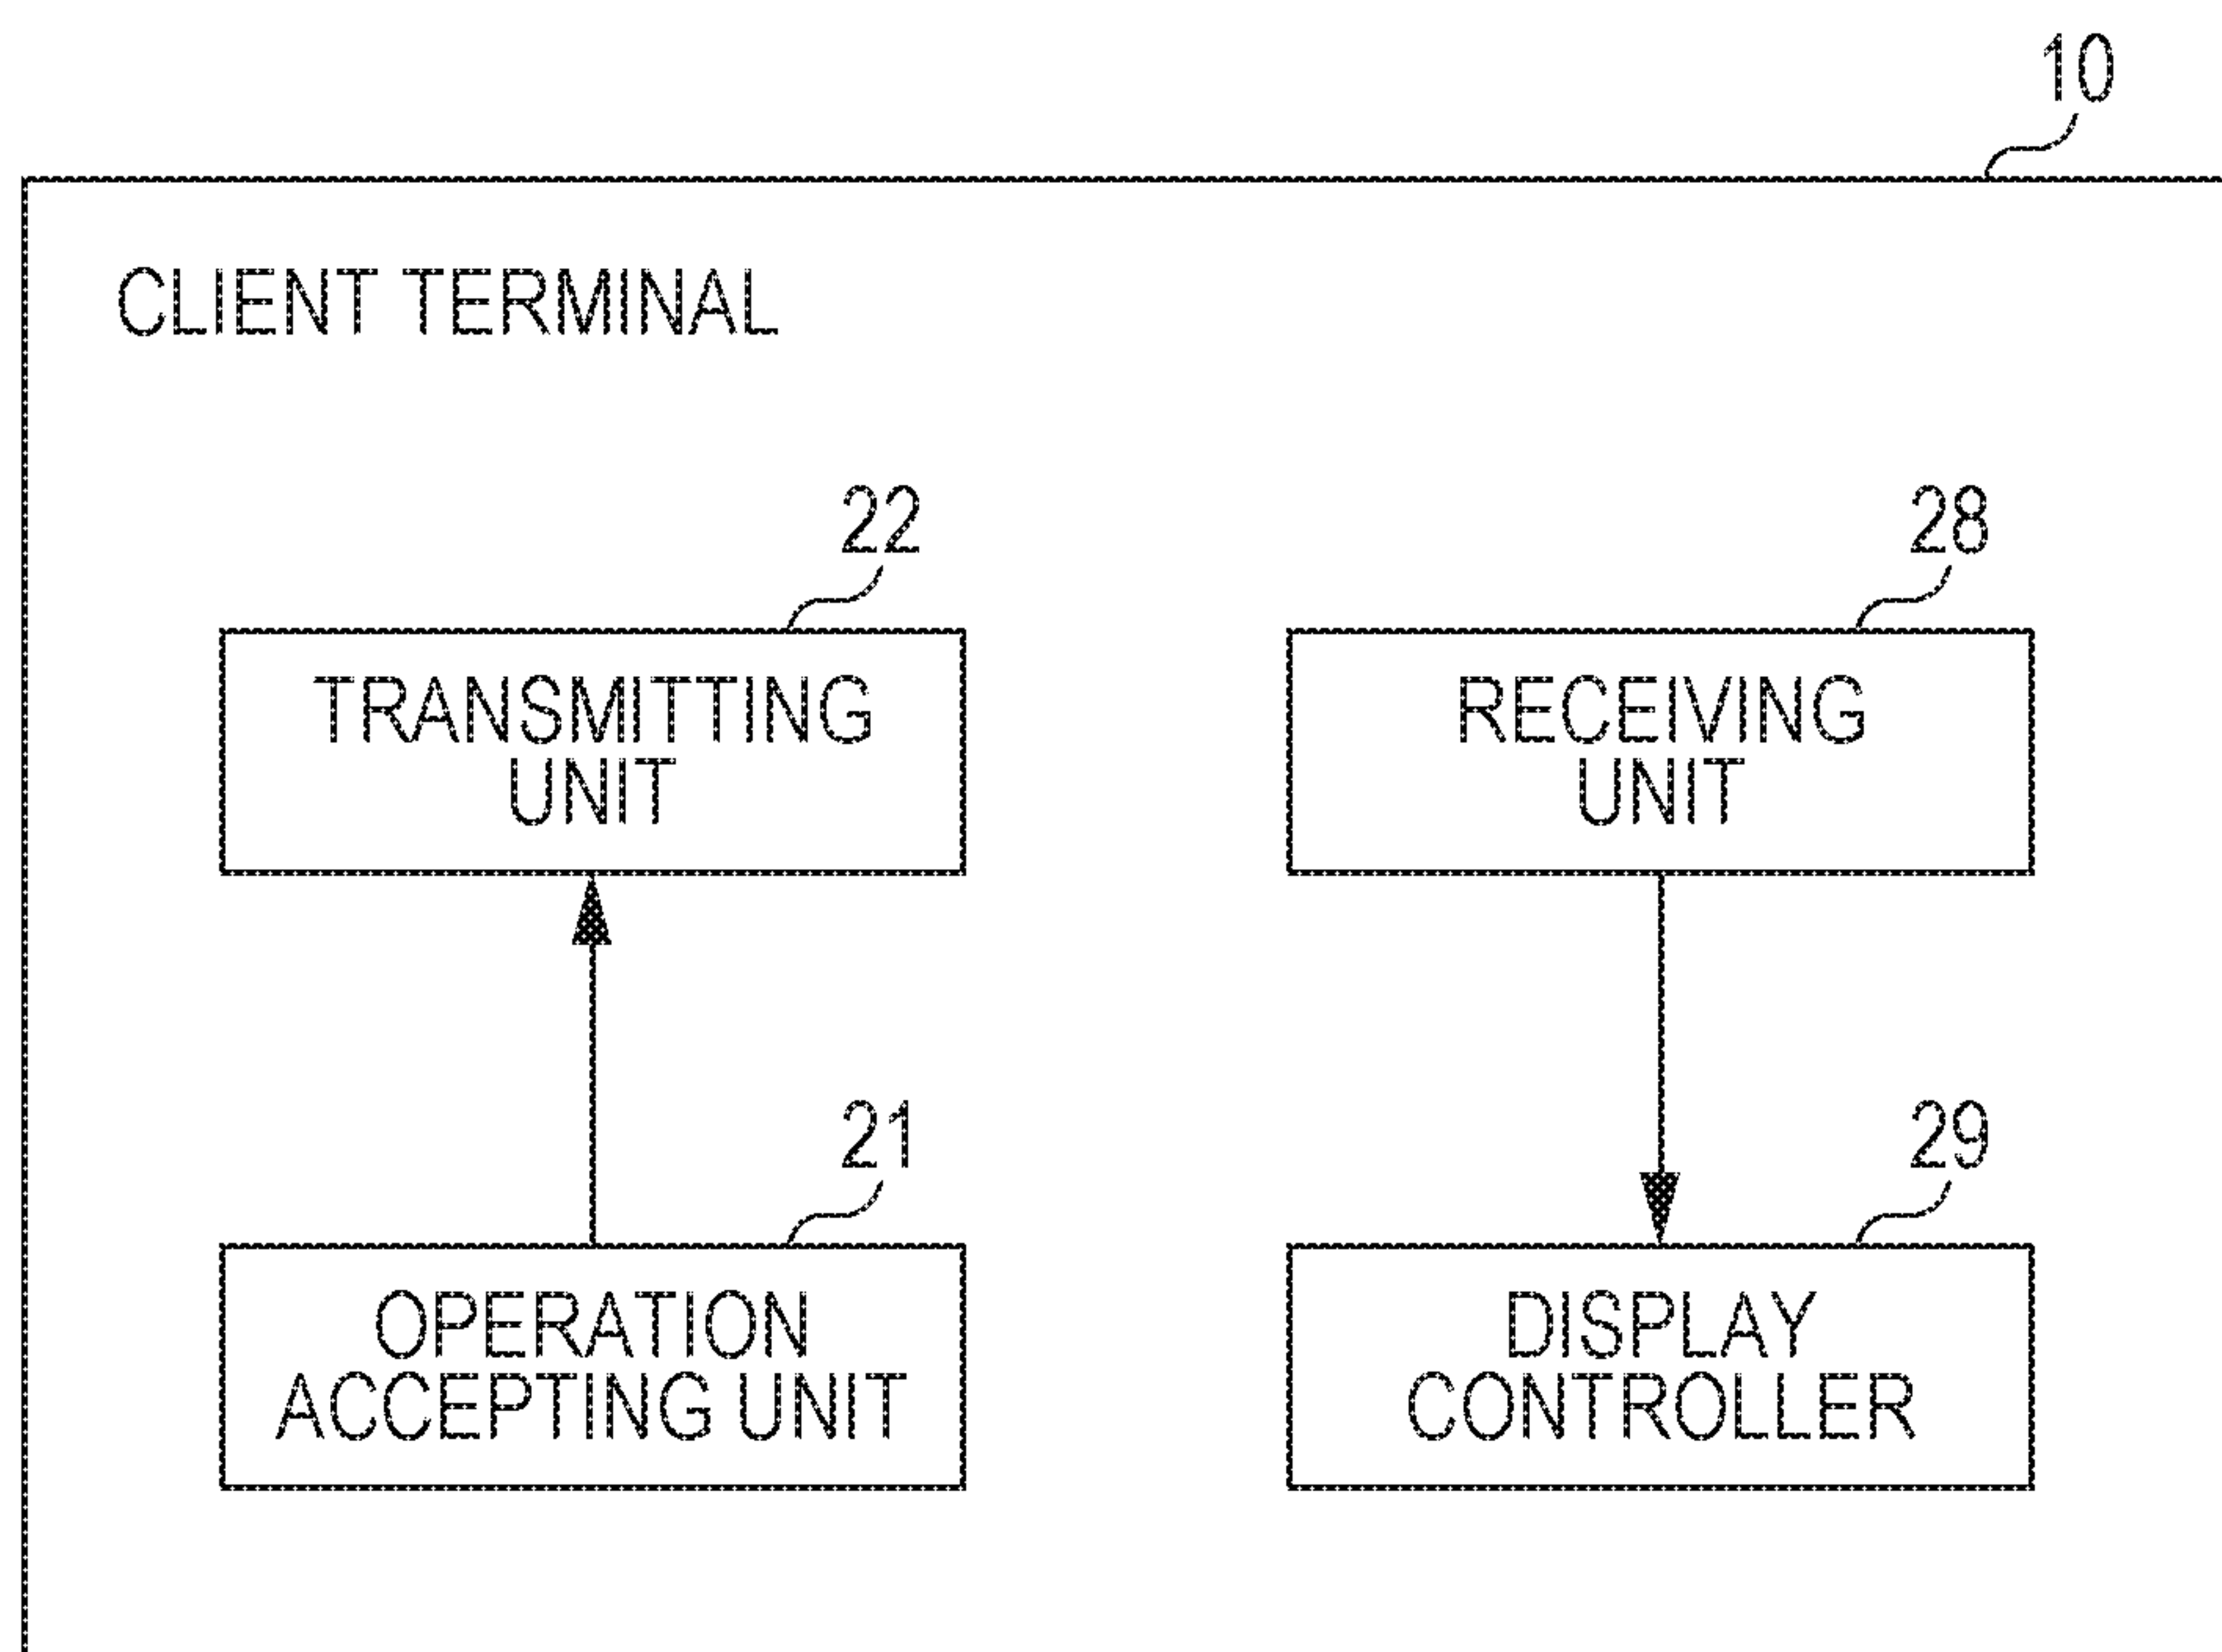 10
CLIENT TERMINAL
22
28
TRANSMITTING
UNIT
RECEIVING
UNIT
21
29
OPERATION
ACCEPTING UNIT
DISPLAY
CONTROLLER